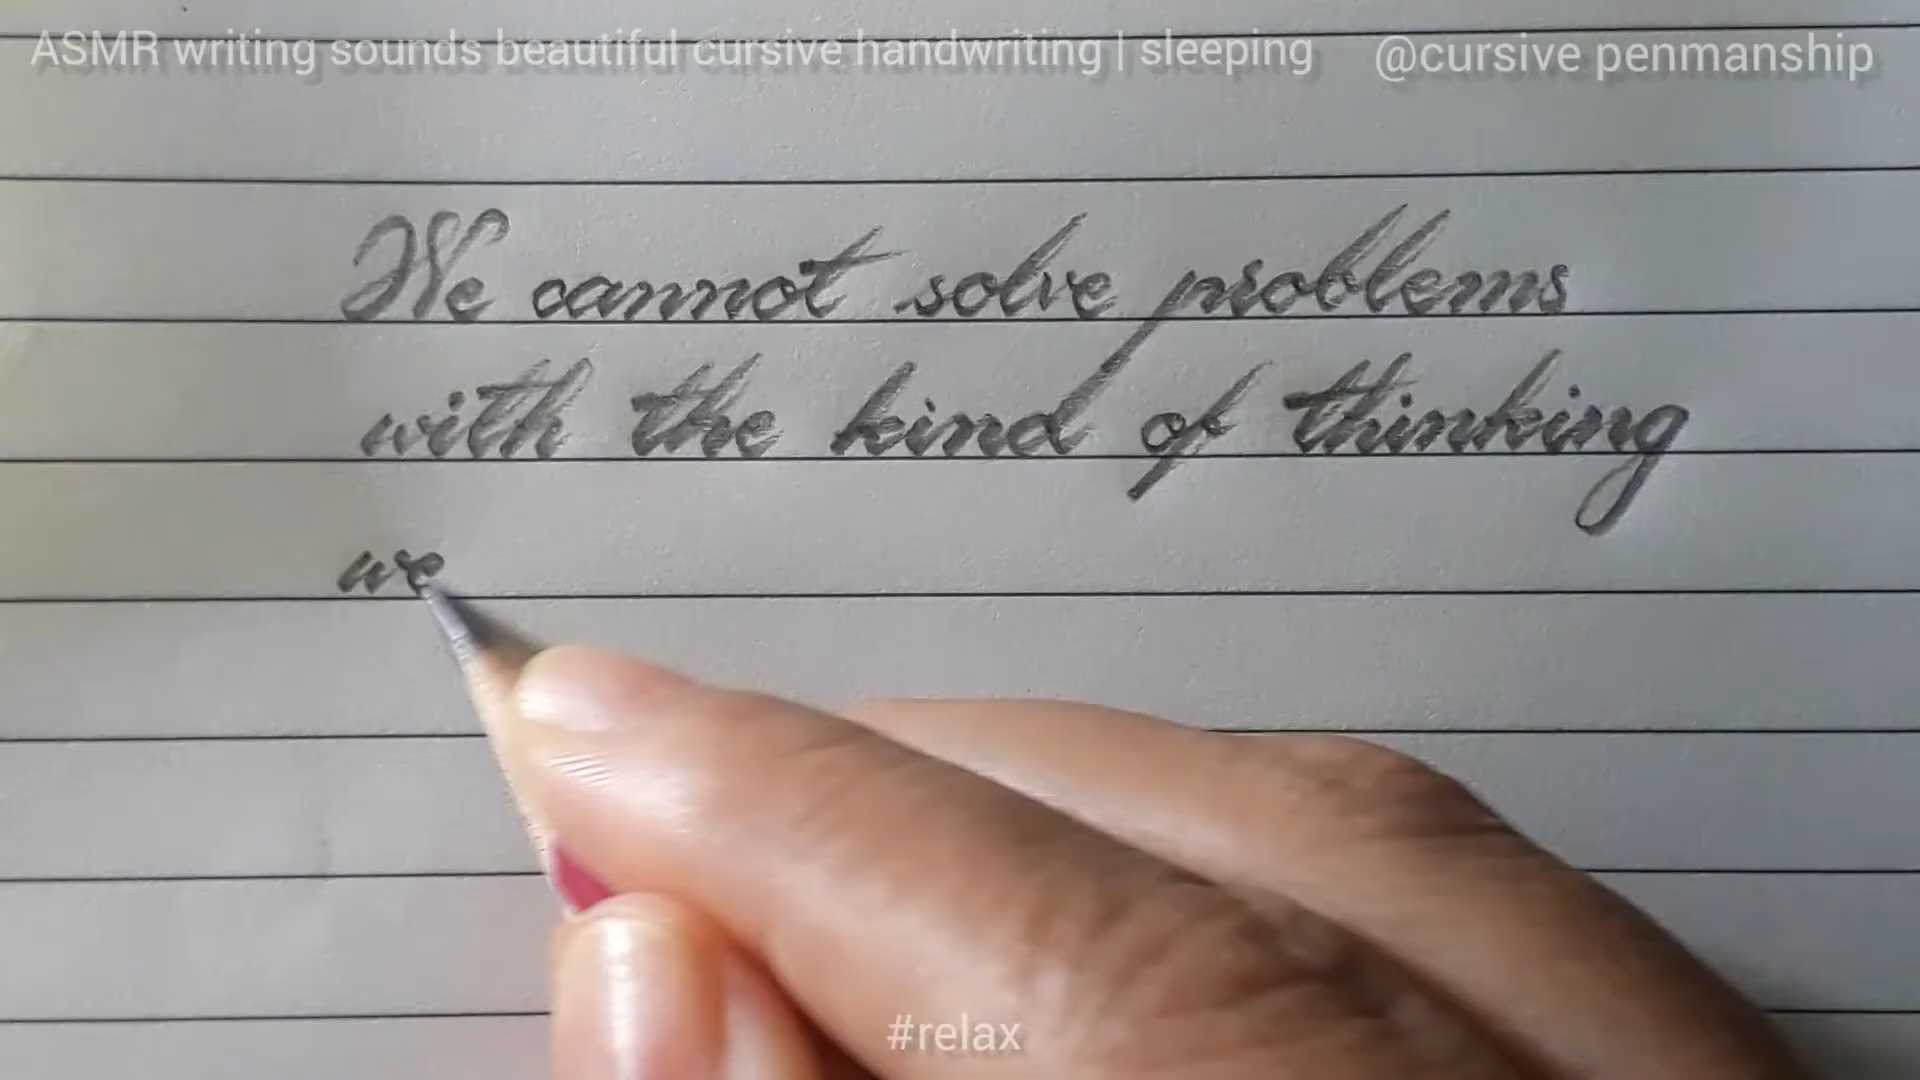 ASMR writing sounds beautiful cursive handwriting | sleeping @cursive penmanship
We cannot solve problems
with the kind of thinking
we
#relax